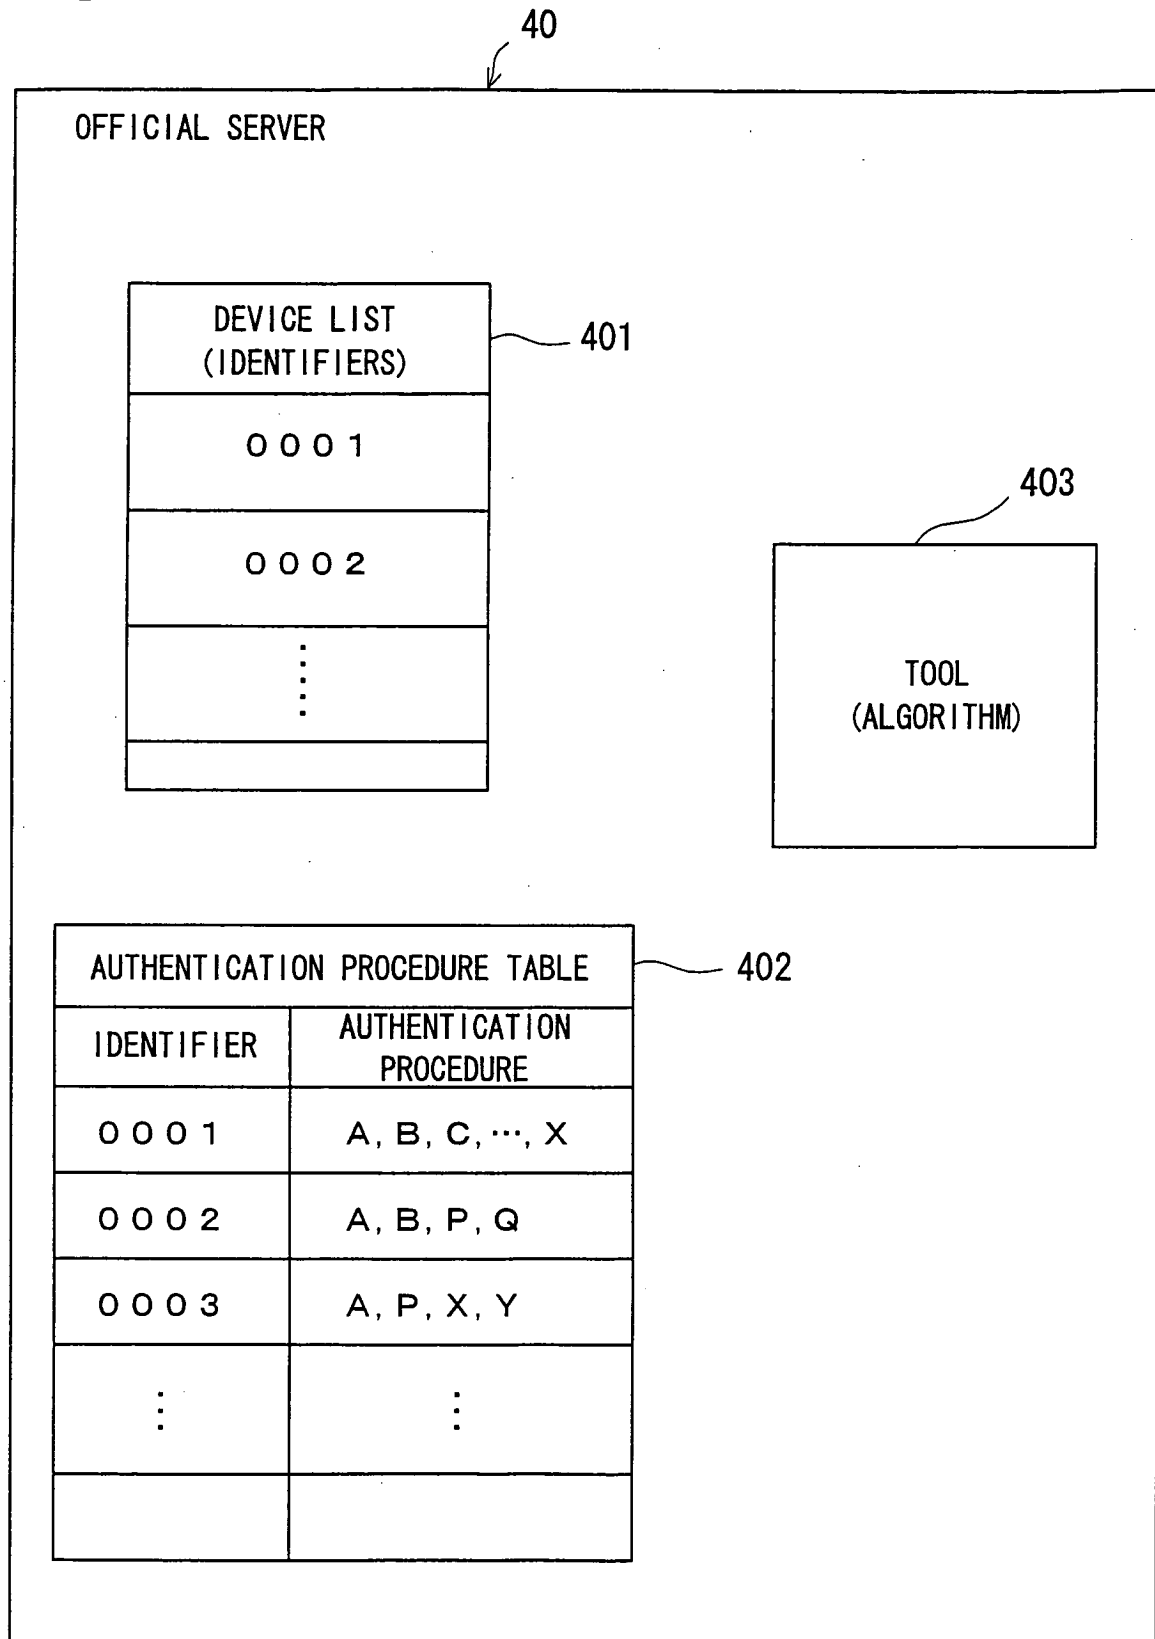 40
OFFICIAL SERVER
DEVICE LIST
(IDENTIFIERS)
401
0001
0002
403
TOOL
(ALGORITHM)
AUTHENTICATION PROCEDURE TABLE
402
IDENTIFIER
AUTHENTICATION
PROCEDURE
0001
A, B, C, ···, X
0002
A, B, P, Q
0003
A, P, X, Y